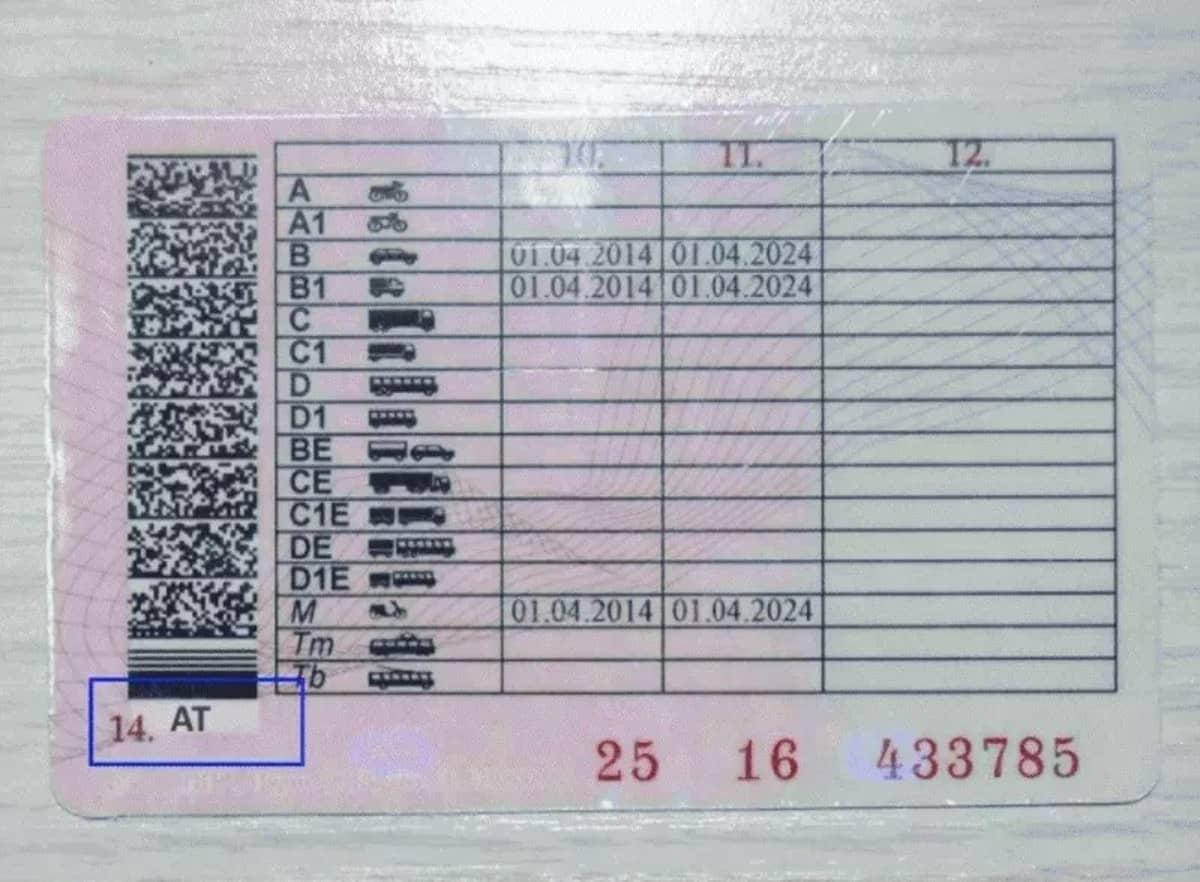 10. 11. 12.
A
A1
B 01.04.2014 01.04.2024
B1 01.04.2014 01.04.2024
C
C1
D
D1
BE
CE
C1E
DE
D1E
M 01.04.2014 01.04.2024
Tm
Tb
14. AT
25 16 433785